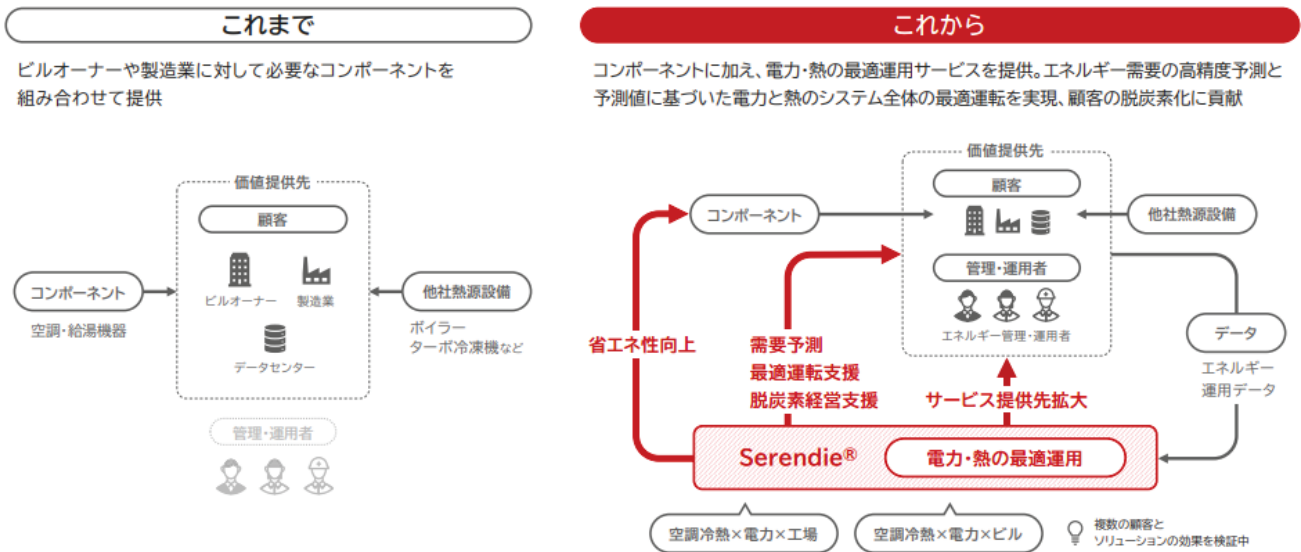 これまで
ビルオーナーや製造業に対して必要なコンポーネントを
組み合わせて提供
価値提供先
顧客
ビルオーナー
製造業
データセンター
コンポーネント
空調・給湯機器
他社熱源設備
ボイラー
ターボ冷凍機など
管理・運用者
これから
コンポーネントに加え、電力・熱の最適運用サービスを提供。エネルギー需要の高精度予測と
予測値に基づいた電力と熱のシステム全体の最適運転を実現、顧客の脱炭素化に貢献
価値提供先
顧客
コンポーネント
他社熱源設備
管理・運用者
エネルギー管理・運用者
データ
エネルギー
運用データ
省エネ性向上
需要予測
最適運転支援
脱炭素経営支援
サービス提供先拡大
Serendie®
電力・熱の最適運用
空調冷熱×電力×工場
空調冷熱×電力×ビル
複数の顧客と
ソリューションの効果を検証中